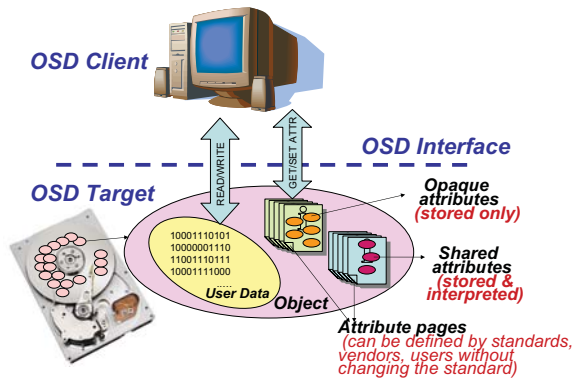 OSD Client
READ/WRITE
GET/SET ATTR
OSD Interface
OSD Target
Opaque
attributes
(stored only)
10001110101
10000001110
11001110111
10001111000
.....
User Data
Object
Shared
attributes
(stored &
interpreted)
Attribute pages
(can be defined by standards,
vendors, users without
changing the standard)